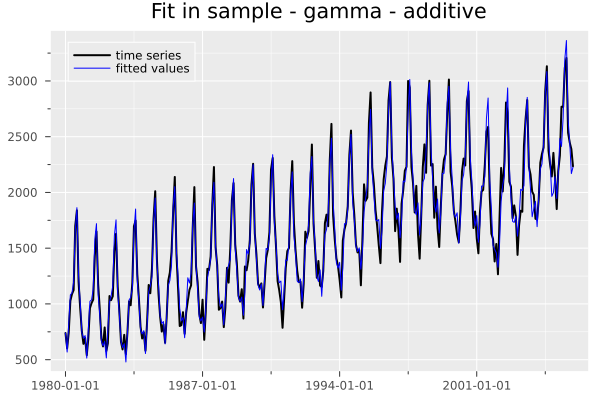 Fit in sample - gamma - additive
time series
fitted values
3000
2500
2000
1500
1000
500
1980-01-01 1987-01-01 1994-01-01 2001-01-01